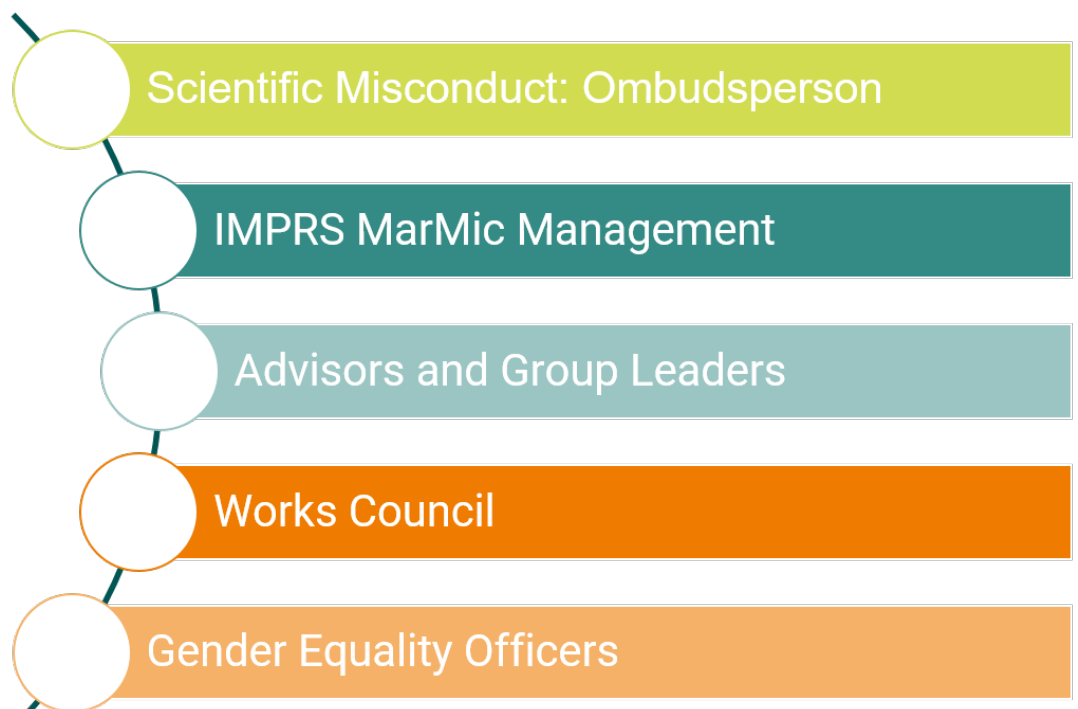 Scientific Misconduct: Ombudsperson
IMPRS MarMic Management
Advisors and Group Leaders
Works Council
Gender Equality Officers